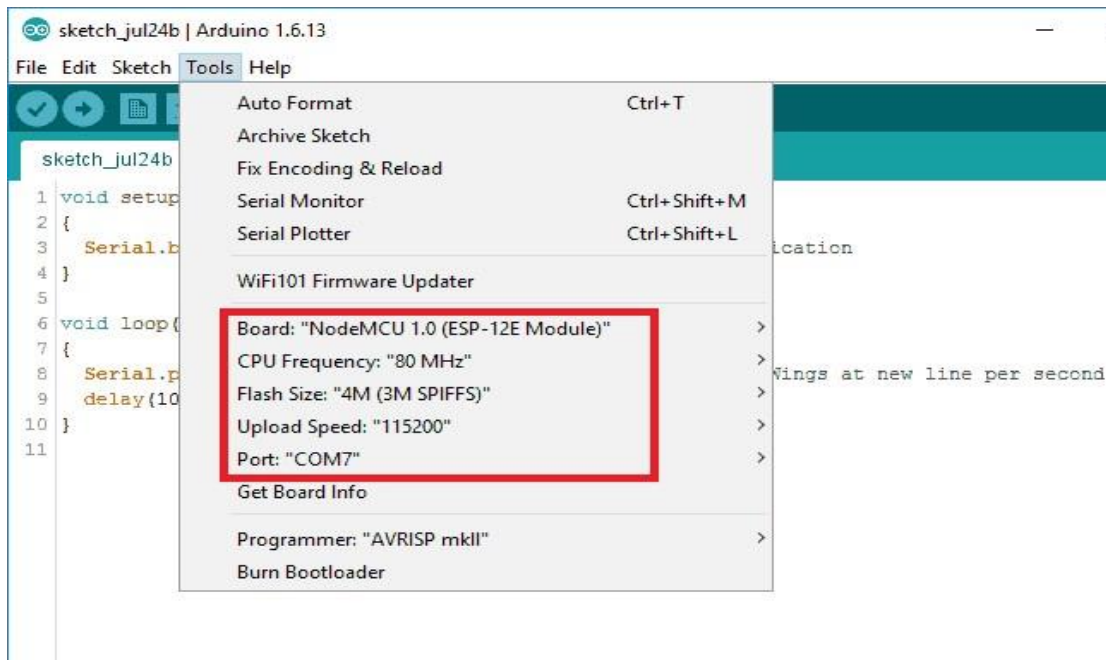 sketch_jul24b | Arduino 1.6.13
File Edit Sketch Tools Help
sketch_jul24b
Auto Format Ctrl+T
Archive Sketch
Fix Encoding & Reload
Serial Monitor Ctrl+Shift+M
Serial Plotter Ctrl+Shift+L
WiFi101 Firmware Updater
Board: "NodeMCU 1.0 (ESP-12E Module)"
CPU Frequency: "80 MHz"
Flash Size: "4M (3M SPIFFS)"
Upload Speed: "115200"
Port: "COM7"
Get Board Info
Programmer: "AVRISP mkII"
Burn Bootloader
1 void setup
2 {
3 Serial.b ication
4 }
5
6 void loop(
7 {
8 Serial.p Wings at new line per second
9 delay(10
10 }
11